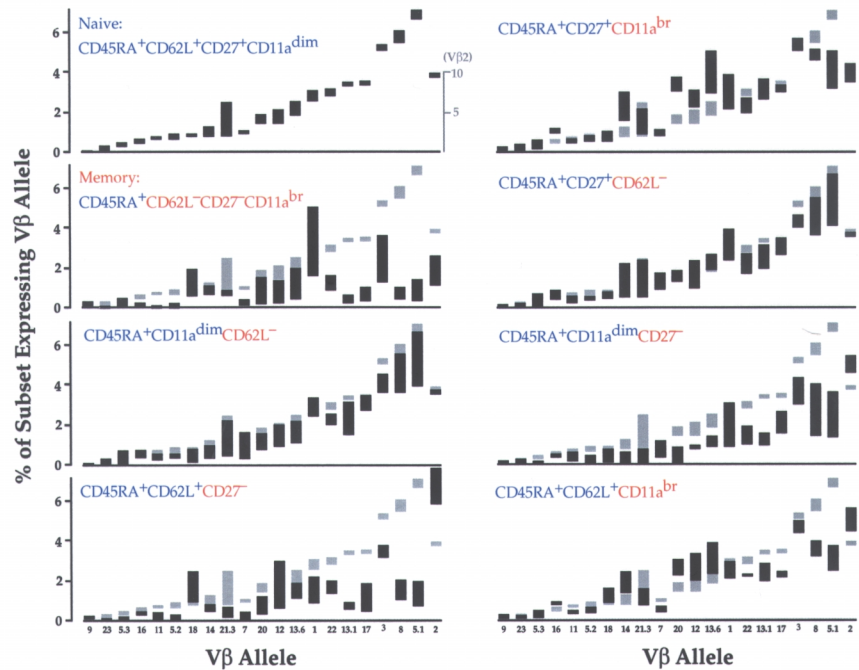 % of Subset Expressing Vβ Allele
Naive:
CD45RA⁺CD62L⁺CD27⁺CD11aᵈⁱᵐ
6
4
2
0
(Vβ2)
10
5
CD45RA⁺CD27⁺CD11aᵇʳ
Memory:
CD45RA⁺CD62L⁻CD27⁻CD11aᵇʳ
6
4
2
0
CD45RA⁺CD27⁺CD62L⁻
CD45RA⁺CD11aᵈⁱᵐCD62L⁻
6
4
2
0
CD45RA⁺CD11aᵈⁱᵐCD27⁻
CD45RA⁺CD62L⁺CD27⁻
6
4
2
0
CD45RA⁺CD62L⁺CD11aᵇʳ
9 23 5.3 16 11 5.2 18 14 21.3 7 20 12 13.6 1 22 13.1 17 3 8 5.1 2
9 23 5.3 16 11 5.2 18 14 21.3 7 20 12 13.6 1 22 13.1 17 3 8 5.1 2
Vβ Allele
Vβ Allele